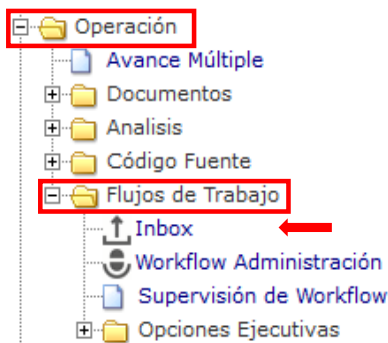 Operación
Avance Múltiple
Documentos
Analisis
Código Fuente
Flujos de Trabajo
Inbox
Workflow Administración
Supervisión de Workflow
Opciones Ejecutivas